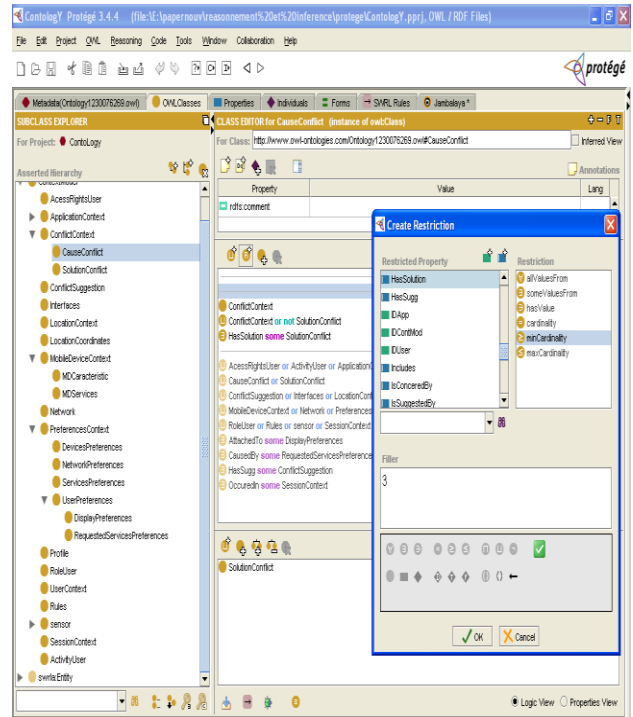 ContologY Protégé 3.4.4 (file:\E:\papernouv\reasonnement%20et%20inference\protege\ContologY.pprj, OWL / RDF Files)
File Edit Project OWL Reasoning Code Tools Window Collaboration Help
protégé
Metadata(Ontology1230076269.owl) OWLClasses Properties Individuals Forms SWRL Rules Jambalaya *
SUBCLASS EXPLORER
For Project: ContoLogy
Asserted Hierarchy
AcessRightsUser
ApplicationContext
ConflictContext
CauseConflict
SolutionConflict
ConflictSuggestion
Interfaces
LocationContext
LocationCoordinates
MobileDeviceContext
MDCaracteristic
MDServices
Network
PreferencesContext
DevicesPreferences
NetworkPreferences
ServicesPreferences
UserPreferences
DisplayPreferences
RequestedServicesPreferences
Profile
RoleUser
UserContext
Rules
sensor
SessionContext
ActivityUser
swrla:Entity
CLASS EDITOR for CauseConflict (instance of owl:Class)
For Class: http://www.owl-ontologies.com/Ontology1230076269.owl#CauseConflict
Inferred View
Annotations
Property Value Lang
rdfs:comment
ConflictContext
ConflictContext or not SolutionConflict
HasSolution some SolutionConflict
AcessRightsUser or ActivityUser or Application
CauseConflict or SolutionConflict
ConflictSuggestion or Interfaces or LocationCont
MobileDeviceContext or Network or Preferences
RoleUser or Rules or sensor or SessionContext
AttachedTo some DisplayPreferences
CausedBy some RequestedServicesPreference
HasSugg some ConflictSuggestion
OccuredIn some SessionContext
SolutionConflict
Logic View Properties View
Create Restriction
Restricted Property
HasSolution
HasSugg
IDApp
IDContMod
IDUser
Includes
IsConceredBy
IsSuggestedBy
Restriction
allValuesFrom
someValuesFrom
hasValue
cardinality
minCardinality
maxCardinality
Filler
3
OK Cancel